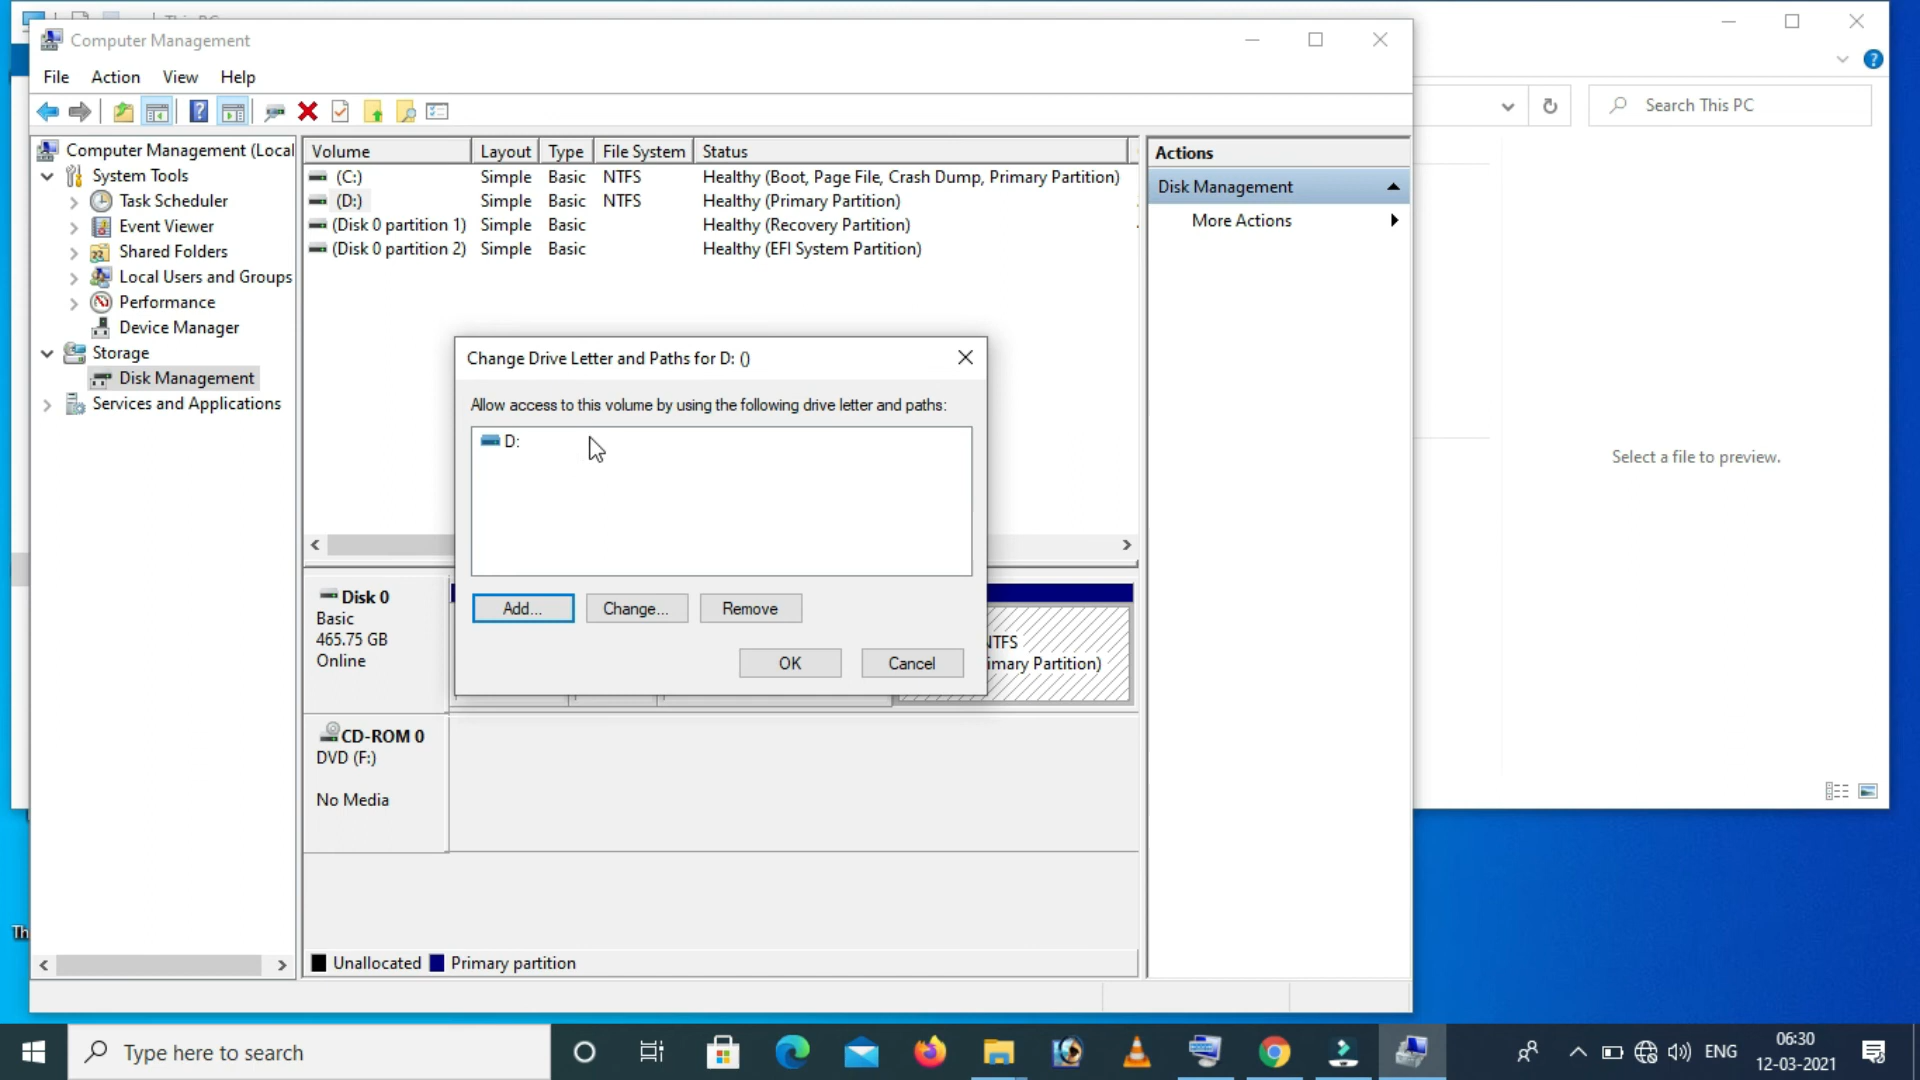 This PC
Computer Management
File Action View Help
Search This PC
Computer Management (Local
System Tools
Task Scheduler
Event Viewer
Shared Folders
Local Users and Groups
Performance
Device Manager
Storage
Disk Management
Services and Applications
Volume Layout Type File System Status
(C:) Simple Basic NTFS Healthy (Boot, Page File, Crash Dump, Primary Partition)
(D:) Simple Basic NTFS Healthy (Primary Partition)
(Disk 0 partition 1) Simple Basic Healthy (Recovery Partition)
(Disk 0 partition 2) Simple Basic Healthy (EFI System Partition)
Actions
Disk Management
More Actions
Select a file to preview.
Change Drive Letter and Paths for D: ()
Allow access to this volume by using the following drive letter and paths:
D:
Add... Change... Remove
OK Cancel
Disk 0
Basic
465.75 GB
Online
NTFS
imary Partition)
CD-ROM 0
DVD (F:)
No Media
Unallocated Primary partition
Th
Type here to search
ENG
06:30
12-03-2021